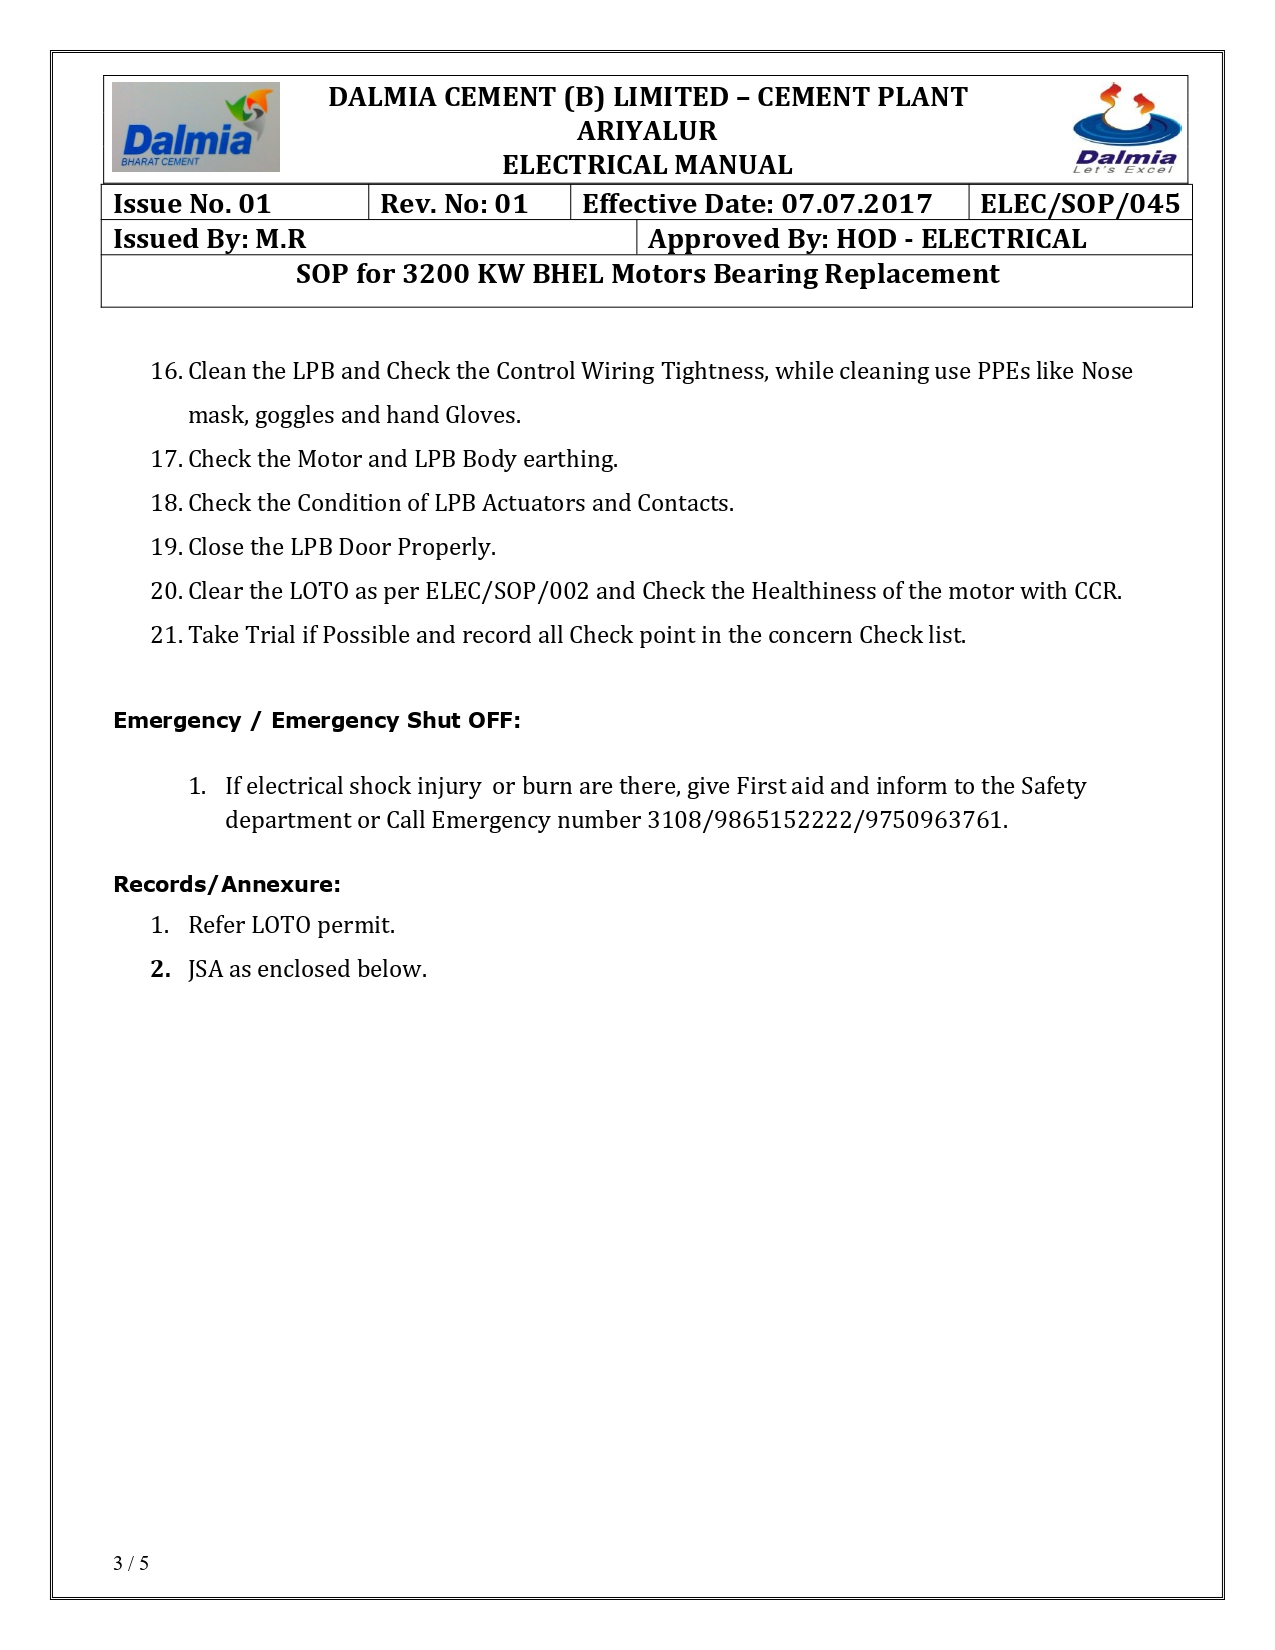 Dalmia
BHARAT CEMENT
DALMIA CEMENT (B) LIMITED – CEMENT PLANT
ARIYALUR
ELECTRICAL MANUAL
Dalmia
Let's Excel
Issue No. 01 Rev. No: 01 Effective Date: 07.07.2017 ELEC/SOP/045
Issued By: M.R Approved By: HOD - ELECTRICAL
SOP for 3200 KW BHEL Motors Bearing Replacement
16. Clean the LPB and Check the Control Wiring Tightness, while cleaning use PPEs like Nose
mask, goggles and hand Gloves.
17. Check the Motor and LPB Body earthing.
18. Check the Condition of LPB Actuators and Contacts.
19. Close the LPB Door Properly.
20. Clear the LOTO as per ELEC/SOP/002 and Check the Healthiness of the motor with CCR.
21. Take Trial if Possible and record all Check point in the concern Check list.
Emergency / Emergency Shut OFF:
1. If electrical shock injury or burn are there, give First aid and inform to the Safety
department or Call Emergency number 3108/9865152222/9750963761.
Records/Annexure:
1. Refer LOTO permit.
2. JSA as enclosed below.
3 / 5